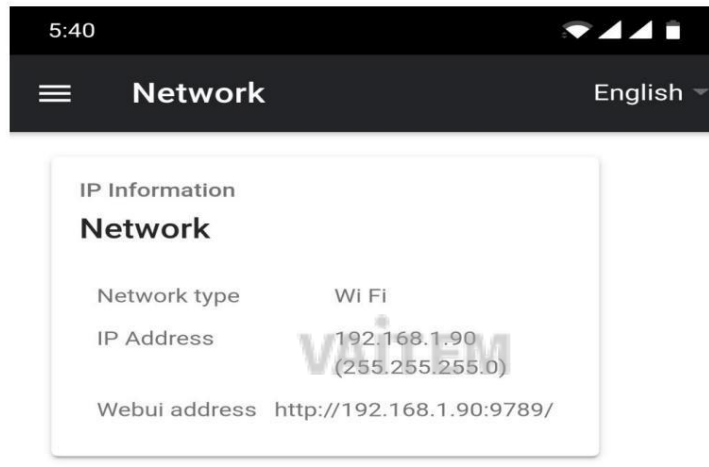 5:40
Network
English
IP Information
Network
Network type Wi Fi
IP Address 192.168.1.90
(255.255.255.0)
VAITEM
Webui address http://192.168.1.90:9789/